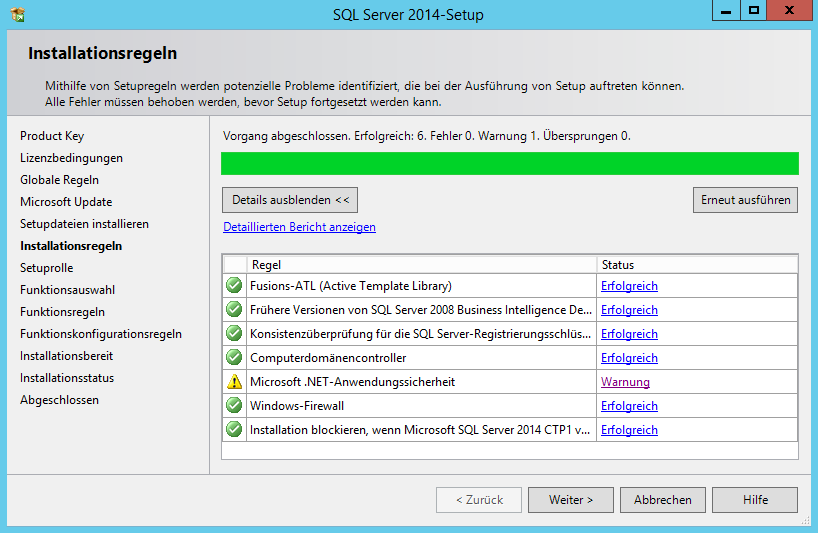 SQL Server 2014-Setup
Installationsregeln
Mithilfe von Setupregeln werden potenzielle Probleme identifiziert, die bei der Ausführung von Setup auftreten können.
Alle Fehler müssen behoben werden, bevor Setup fortgesetzt werden kann.
Product Key
Lizenzbedingungen
Globale Regeln
Microsoft Update
Setupdateien installieren
Installationsregeln
Setuprolle
Funktionsauswahl
Funktionsregeln
Funktionskonfigurationsregeln
Installationsbereit
Installationsstatus
Abgeschlossen
Vorgang abgeschlossen. Erfolgreich: 6. Fehler 0. Warnung 1. Übersprungen 0.
Details ausblenden << Erneut ausführen
Detaillierten Bericht anzeigen
Regel Status
Fusions-ATL (Active Template Library) Erfolgreich
Frühere Versionen von SQL Server 2008 Business Intelligence De... Erfolgreich
Konsistenzüberprüfung für die SQL Server-Registrierungsschlüs... Erfolgreich
Computerdomänencontroller Erfolgreich
Microsoft .NET-Anwendungssicherheit Warnung
Windows-Firewall Erfolgreich
Installation blockieren, wenn Microsoft SQL Server 2014 CTP1 v... Erfolgreich
< Zurück Weiter > Abbrechen Hilfe